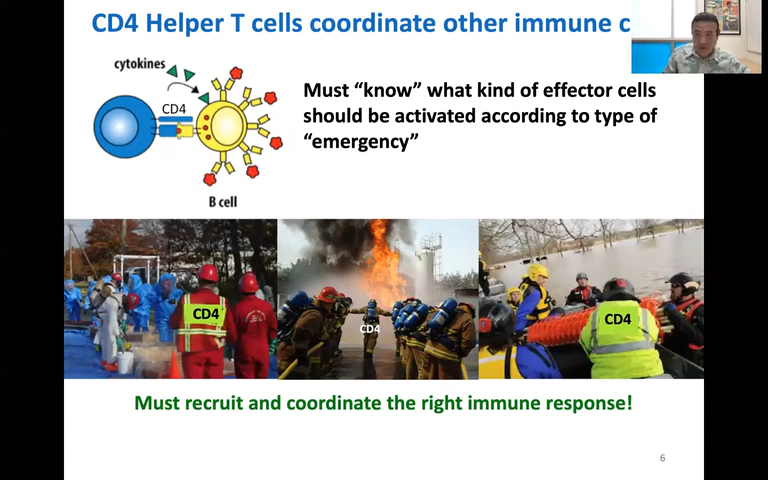 CD4 Helper T cells coordinate other immune c
cytokines
CD4
B cell
Must “know” what kind of effector cells
should be activated according to type of
“emergency”
CD4
CD4
CD4
Must recruit and coordinate the right immune response!
6